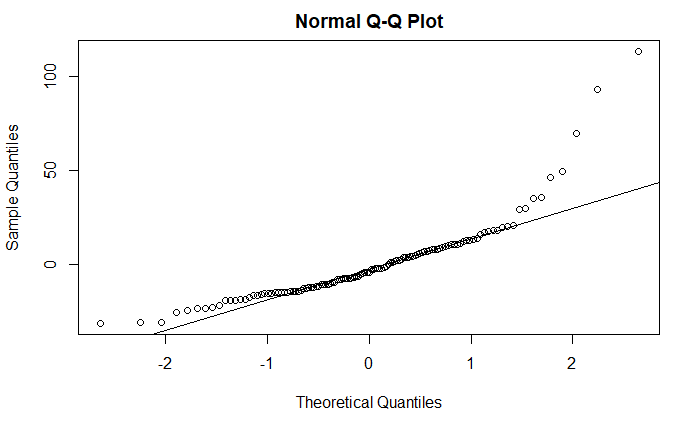 Normal Q-Q Plot
Sample Quantiles
100
50
0
-2 -1 0 1 2
Theoretical Quantiles